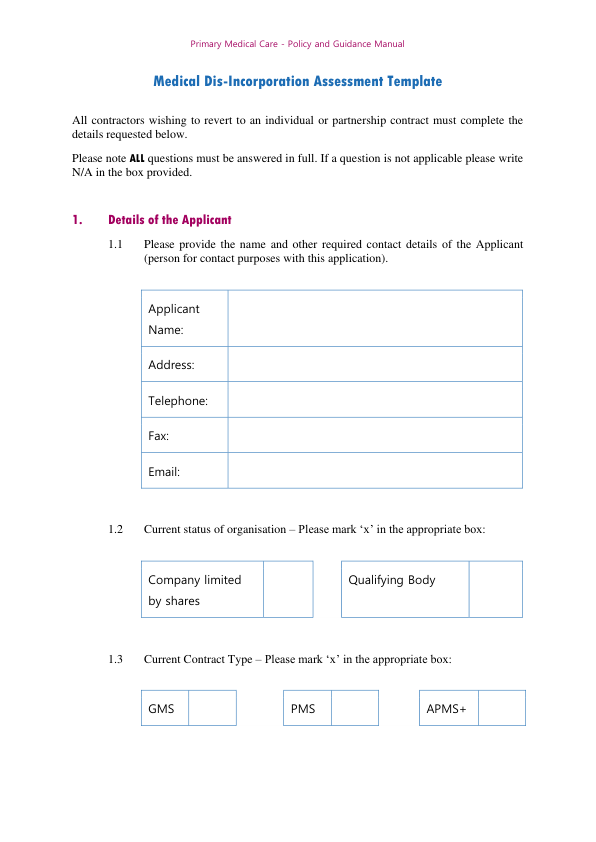 Primary Medical Care - Policy and Guidance Manual
Medical Dis-Incorporation Assessment Template
All contractors wishing to revert to an individual or partnership contract must complete the
details requested below.
Please note ALL questions must be answered in full. If a question is not applicable please write
N/A in the box provided.
1. Details of the Applicant
1.1 Please provide the name and other required contact details of the Applicant
(person for contact purposes with this application).
Applicant
Name:
Address:
Telephone:
Fax:
Email:
1.2 Current status of organisation – Please mark ‘x’ in the appropriate box:
Company limited
by shares
Qualifying Body
1.3 Current Contract Type – Please mark ‘x’ in the appropriate box:
GMS PMS APMS+